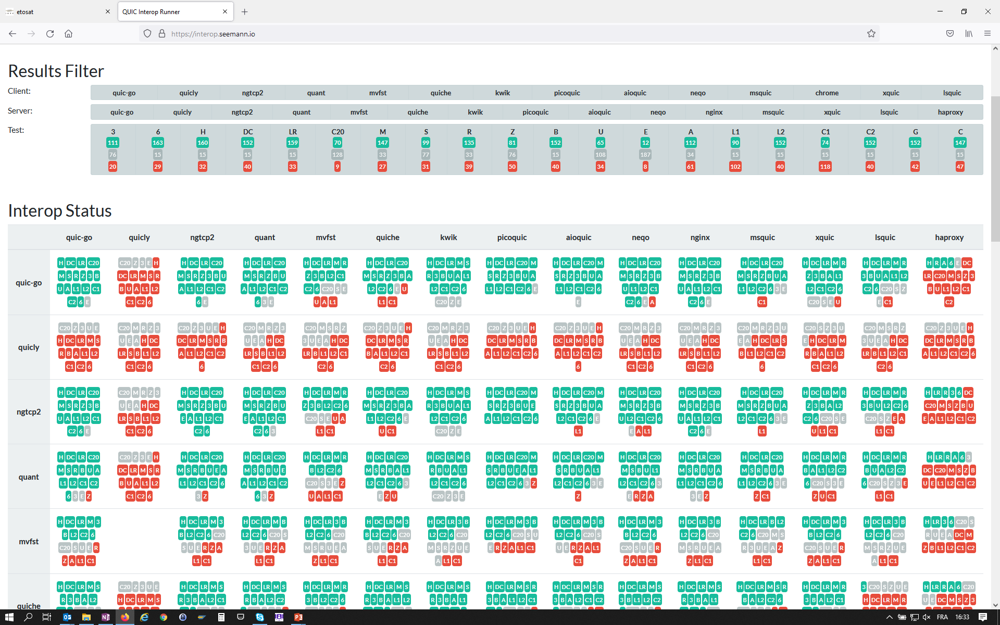 etosat
QUIC Interop Runner
https://interop.seemann.io
Results Filter
Client: quic-go quicly ngtcp2 quant mvfst quiche kwik picoquic aioquic neqo msquic chrome xquic lsquic
Server: quic-go quicly ngtcp2 quant mvfst quiche kwik picoquic aioquic neqo nginx msquic xquic lsquic haproxy
Test: 3 6 H DC LR C20 M S R Z B U E A L1 L2 C1 C2 G C
111 163 160 152 159 70 147 99 135 81 152 65 12 112 90 152 74 152 152 147
76 15 15 15 15 128 33 77 33 76 15 108 187 34 15 15 15 15 15 15
20 29 32 40 33 9 27 31 39 50 40 34 8 61 102 40 118 40 42 47
Interop Status
quic-go quicly ngtcp2 quant mvfst quiche kwik picoquic aioquic neqo nginx msquic xquic lsquic haproxy
H DC LR C20 C20 Z 3 E H H DC LR C20 H DC LR C20 H DC LR M R H DC LR C20 H DC LR M S H DC LR C20 M H DC LR C20 M H DC LR C20 H DC LR C20 H DC LR C20 H DC LR M R H DC LR M R H R A 6 E DC
quic-go
M S R Z 3 B DC LR M S R M S R Z 3 B U M S R Z B U Z 3 B L2 C1 M S R Z 3 B A R 3 B U A L1 S R Z 3 B U A S R Z 3 B U A M S R Z 3 B M S R Z 3 B M S R Z B U A Z 3 B A L1 3 B U A L1 L2 LR C20 M S Z 3
U A L1 L2 C1 B U A L1 L2 A L1 L2 C1 C2 A L1 L2 C1 C2 C2 6 C20 S E L2 C2 6 E U L2 C1 C2 6 L1 L2 C1 C2 6 E L1 L2 C1 C2 6 U L1 L2 C1 U A L1 L2 C1 L1 L2 C2 6 3 E L2 C1 C2 6 C2 6 C20 S Z B U L1 L2 C1
C2 6 E C1 C2 6 6 E 6 3 E U A L1 L1 C1 C20 Z E E C2 6 E A C2 6 E C1 C20 S E U E C1 C2
C20 Z 3 U E C20 M R Z 3 C20 Z 3 U E H C20 M R Z 3 C20 M S R Z C20 Z 3 U E H C20 M R Z 3 C20 Z 3 U E H C20 Z 3 U E H C20 M R Z 3 C20 M R Z 3 C20 M R Z 3 U C20 S Z 3 U C20 M S R Z C20 Z 3 U E H
quicly
H DC LR M S U E A H DC DC LR M S R B U E A H DC 3 U E A H DC DC LR M S R U E A H DC DC LR M S R B DC LR M S R B U E A H DC U E A H DC E A H DC LR S E H DC LR M 3 U E A H DC DC LR M S R B
R B A L1 L2 LR S B L1 L2 A L1 L2 C1 C2 LR S B L1 L2 LR B L1 L2 C1 B A L1 L2 C1 LR S B L1 L2 A L1 L2 C1 C2 6 A L1 L2 C1 C2 LR S B L1 L2 LR S B L1 L2 B L1 L2 C1 C2 R B A L1 L2 LR B L1 L2 C1 A L1 L2 C1 C2 6
C1 C2 6 C1 C2 6 6 C1 C2 6 C2 6 C2 6 C1 C2 6 6 C1 C2 6 C1 C2 6 6 C1 C2 6 C2 6
H DC LR C20 C20 M R Z 3 H DC LR C20 H DC LR C20 H DC LR M R H DC LR C20 H DC LR M S H DC LR C20 M H DC LR C20 M H DC LR C20 H DC LR C20 H DC LR C20 H DC LR M R H DC LR M R H LR R 3 6 DC
ngtcp2
M S R Z 3 B U E A H DC M S R Z 3 B U M S R Z B U Z 3 B L2 C2 6 M S R Z 3 B A R 3 B U A L1 S R Z 3 B U E S R Z 3 B U A M S R Z 3 B M S R Z 3 B M S R Z B U A Z 3 B A L2 3 B U L2 C2 6 C20 M S Z B U
U A L1 L2 C1 LR S B L1 L2 E A L1 L2 C1 E A L1 L2 C1 C20 S E U A L1 L2 C2 6 E L2 C1 C2 6 A L1 L2 C1 C2 6 L2 C1 C2 6 E U L2 C1 C2 6 U A L1 L2 C1 L2 C1 C2 6 3 E C2 6 C20 S E C20 S Z E A E A L1 L2 C1 C2
C2 6 E C1 C2 6 C2 6 C2 6 3 L1 C1 U C1 C20 Z E L1 E A L1 C2 6 E L1 U L1 C1 L1 C1
H DC LR C20 C20 Z 3 E H H DC LR C20 H DC LR C20 H DC LR M R H DC LR C20 H DC LR M S H DC LR C20 M H DC LR C20 M H DC LR C20 H DC LR C20 H DC LR C20 H DC LR M R H DC LR M R H LR R A 6 3
quant
M S R B U A DC LR M S R M S R B U E A M S R B U E B L2 C2 6 M S R B A L1 R B U A L1 S R B U E A L1 S R B U A L1 M S B U L1 M S R B U A M S R B U A B A L1 L2 C2 B U A L2 C2 DC C20 M S Z B
L1 L2 C1 C2 B U A L1 L2 L1 L2 C1 C2 6 A L1 L2 C1 C2 C20 S 3 E Z L2 C1 C2 6 3 L2 C1 C2 6 L2 C1 C2 6 3 Z L2 C1 C2 6 3 E L2 C1 C2 6 3 L1 L2 C1 C2 6 L1 L2 C2 6 3 E 6 C20 S 3 E 6 C20 S Z 3 E U E L1 L2 C1 C2
6 3 E Z C1 C2 6 3 Z 6 3 Z U A L1 C1 E Z U C20 Z 3 E Z E R Z A 3 E Z Z C1 Z U C1 L1 C1
H DC LR M 3 H DC LR M 3 H DC LR M B H DC LR 3 B H DC LR M 3 H DC LR 3 B H DC LR M 3 B H DC LR M 3 B H DC LR M 3 H DC LR 3 B H DC LR B L2 H DC LR M 3 H DC LR 3 B H LR 3 6 C20 S
mvfst
B L2 C2 6 B L2 C2 6 C20 L2 C2 6 C20 S L2 C2 6 C20 B L2 C2 6 C20 L2 C2 6 C20 L2 C2 6 C20 S U L2 C2 6 C20 S B L2 C2 6 L2 C2 6 C20 C2 6 C20 M S B L2 C2 6 L2 C2 6 C20 R U E A DC M
C20 S U E R S U E R Z A 3 U E R Z A M S R U E A S U E R Z A M S R Z U E E R Z A L1 C1 U E R Z A L1 C20 S U E R M S R U E A R 3 U E A Z C20 S U E R M S R Z U E Z B L1 L2 C1 C2
Z A L1 C1 L1 C1 L1 C1 Z L1 C1 L1 C1 A L1 C1 C1 Z A L1 C1 Z L1 C1 L1 C1 Z A L1 C1 A L1 C1
H DC LR M S C20 Z 3 U E H DC LR M S H DC LR M S H DC LR M R H DC LR M S H DC LR M S H DC LR M S R H DC LR M S R H DC LR M S H DC LR M S H DC LR M S R H DC LR M R 3 C20 S Z U E H LR R A 6 C20
R 3 B A L2 H DC LR M S R 3 B A L2 C1 R B A L2 C2 3 B L2 C2 6 R 3 B A L1 L2 R 3 B A L1 3 B A L2 C1 C2 3 B A L2 C1 C2 3 B L1 L2 C2 R 3 B A L1 B A L2 C2 6 3 B A L2 C1 H DC LR M R U E DC M S Z 3
quiche
FRA 16:33